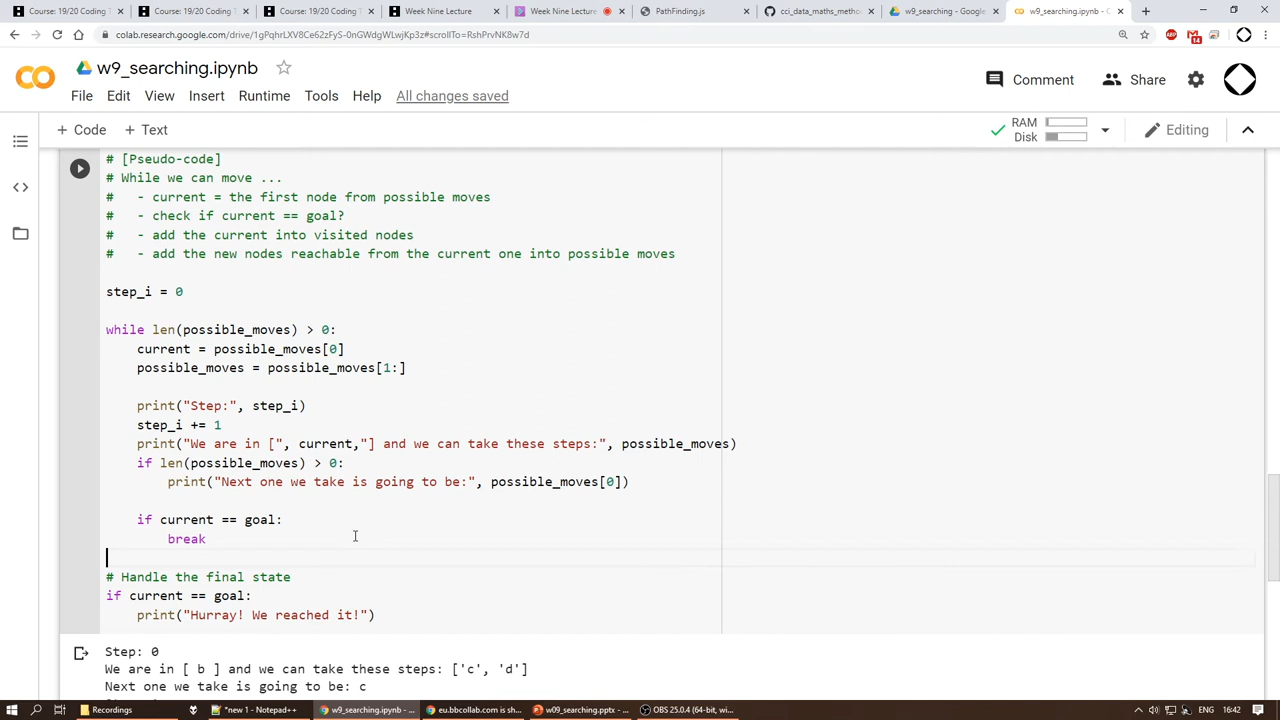 Course: 19/20 Coding T
Course: 19/20 Coding T
Course: 19/20 Coding T
Week Nine Lecture
Week Nine Lecture
PathFinding.js
cci_data_maths_metho
w9_searching - Google
w9_searching.ipynb - C
colab.research.google.com/drive/1gPqhrLXV8Ce62zFyS-0nGWdgWLwjKp3z#scrollTo=RshPrvNK8w7d
14
w9_searching.ipynb
Comment
Share
File Edit View Insert Runtime Tools Help All changes saved
+ Code + Text
RAM
Disk
Editing
# [Pseudo-code]
# While we can move ...
#   - current = the first node from possible moves
#   - check if current == goal?
#   - add the current into visited nodes
#   - add the new nodes reachable from the current one into possible moves
step_i = 0
while len(possible_moves) > 0:
    current = possible_moves[0]
    possible_moves = possible_moves[1:]
    print("Step:", step_i)
    step_i += 1
    print("We are in [", current,"] and we can take these steps:", possible_moves)
    if len(possible_moves) > 0:
        print("Next one we take is going to be:", possible_moves[0])
    if current == goal:
        break
# Handle the final state
if current == goal:
    print("Hurray! We reached it!")
Step: 0
We are in [ b ] and we can take these steps: ['c', 'd']
Next one we take is going to be: c
Recordings
*new 1 - Notepad++
w9_searching.ipynb - ...
eu.bbcollab.com is sh...
w09_searching.pptx - ...
OBS 25.0.4 (64-bit, wi...
ENG
16:42